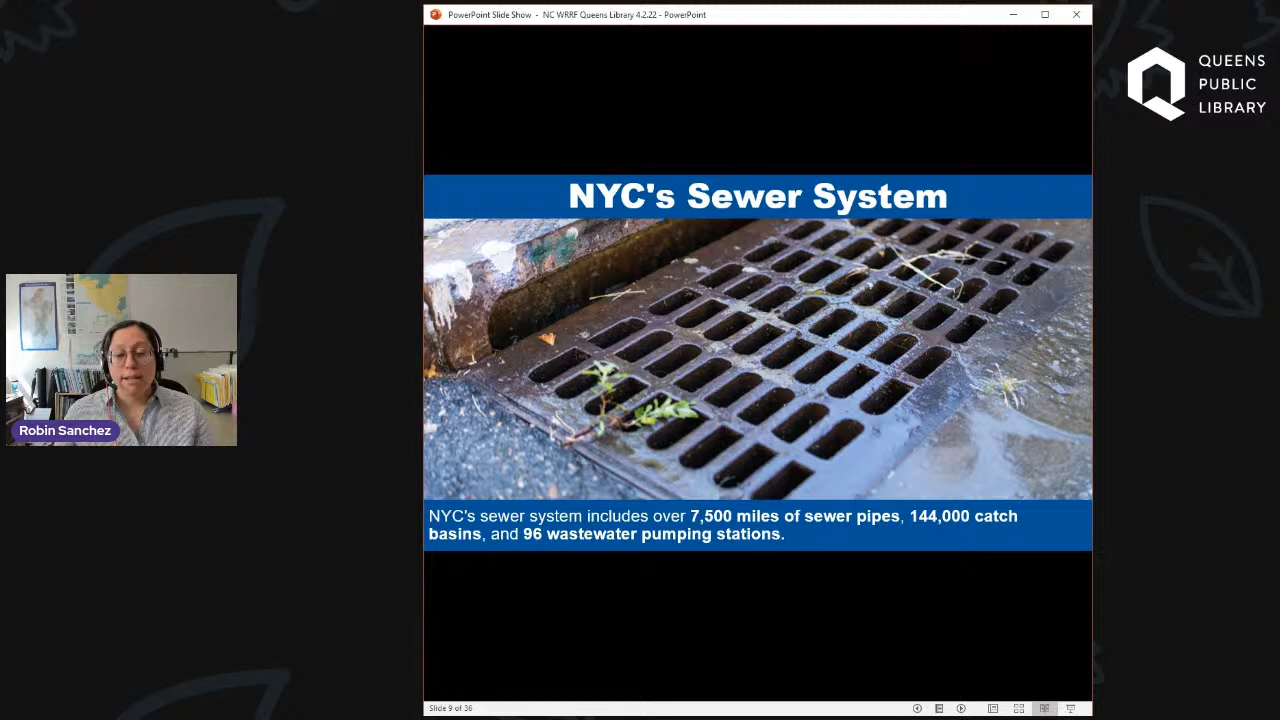 PowerPoint Slide Show - NC WRRF Queens Library 4.2.22 - PowerPoint
QUEENS
PUBLIC
LIBRARY
NYC's Sewer System
Robin Sanchez
NYC's sewer system includes over 7,500 miles of sewer pipes, 144,000 catch
basins, and 96 wastewater pumping stations.
Slide 9 of 36